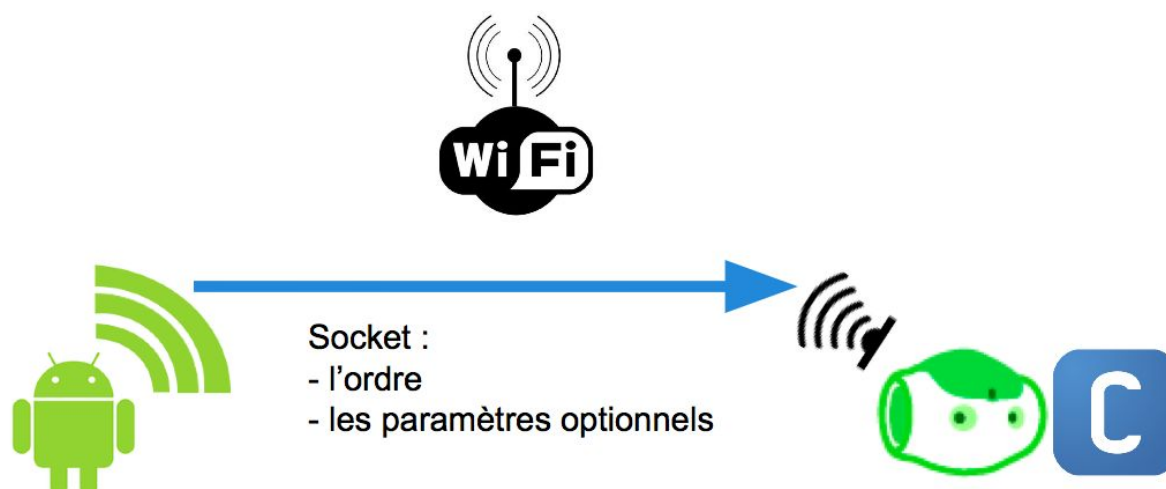 Wi Fi
Socket :
- l'ordre
- les paramètres optionnels
C